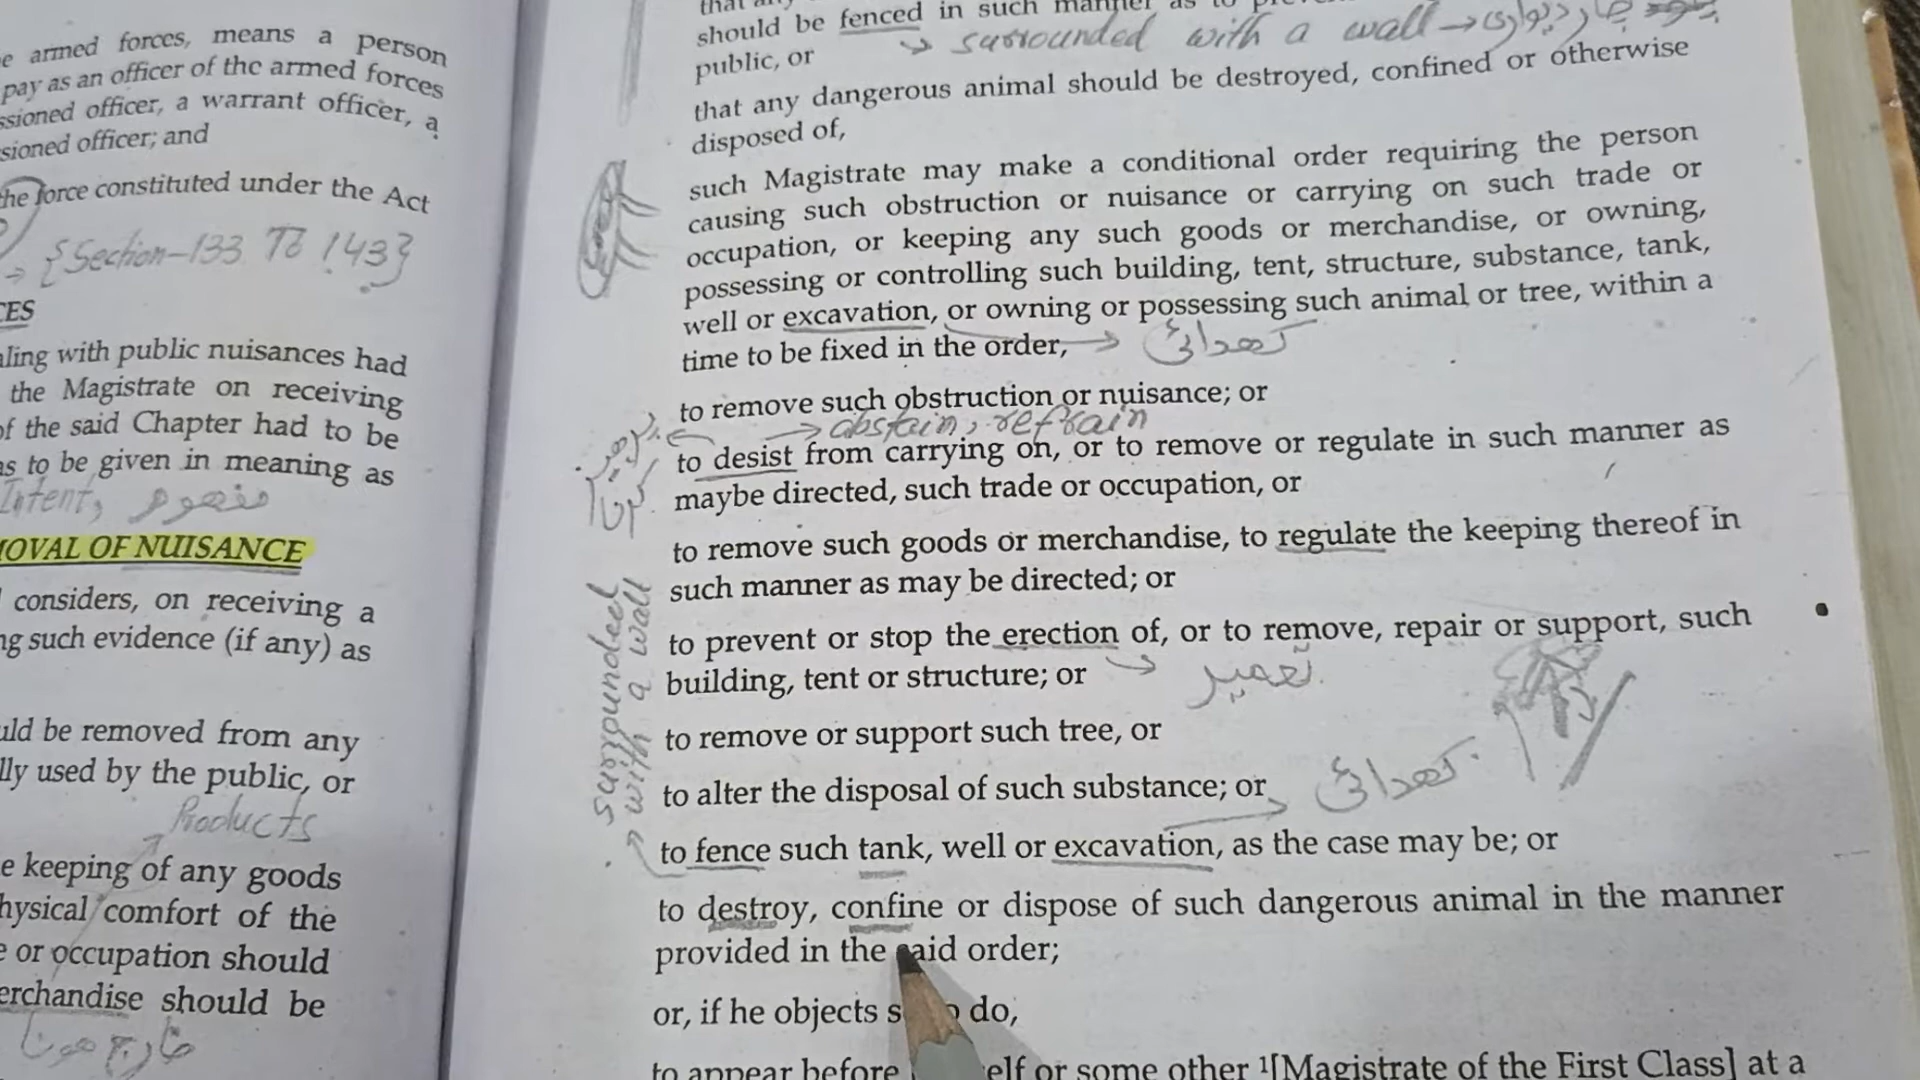 e armed forces, means a person
pay as an officer of the armed forces
ssioned officer, a warrant officer, a
sioned officer; and
he force constituted under the Act
→ {Section-133 To 143}
CES
aling with public nuisances had
the Magistrate on receiving
of the said Chapter had to be
as to be given in meaning as
Intent, مفہوم
MOVAL OF NUISANCE
considers, on receiving a
ng such evidence (if any) as
uld be removed from any
lly used by the public, or
Products
e keeping of any goods
hysical comfort of the
e or occupation should
erchandise should be
خارج ہونا
should be fenced in such manner as to
→ surrounded with a wall → چار دیواری
public, or
that any dangerous animal should be destroyed, confined or otherwise
disposed of,
such Magistrate may make a conditional order requiring the person
causing such obstruction or nuisance or carrying on such trade or
occupation, or keeping any such goods or merchandise, or owning,
possessing or controlling such building, tent, structure, substance, tank,
well or excavation, or owning or possessing such animal or tree, within a
time to be fixed in the order, → کھدائی
to remove such obstruction or nuisance; or
→ abstain, refrain
to desist from carrying on, or to remove or regulate in such manner as
maybe directed, such trade or occupation, or
to remove such goods or merchandise, to regulate the keeping thereof in
such manner as may be directed; or
to prevent or stop the erection of, or to remove, repair or support, such
building, tent or structure; or → تعمیر
to remove or support such tree, or
to alter the disposal of such substance; or → کھدائی
surrounded
with a wall
to fence such tank, well or excavation, as the case may be; or
to destroy, confine or dispose of such dangerous animal in the manner
provided in the said order;
or, if he objects so to do,
to appear before elf or some other ¹[Magistrate of the First Class] at a